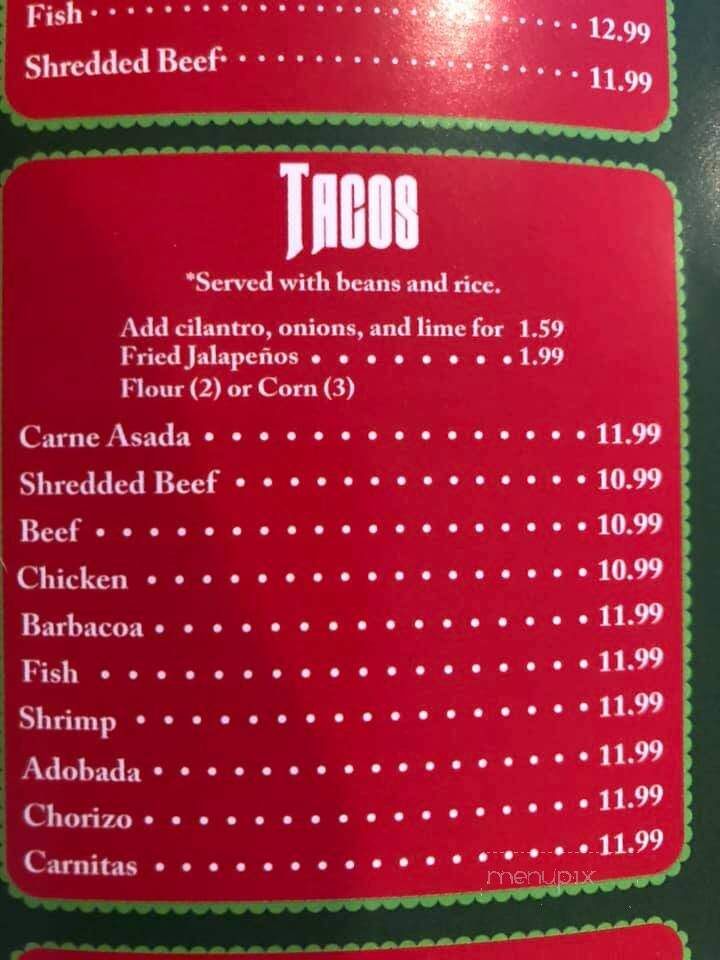 Fish 12.99
Shredded Beef 11.99
TACOS
*Served with beans and rice.
Add cilantro, onions, and lime for 1.59
Fried Jalapeños 1.99
Flour (2) or Corn (3)
Carne Asada 11.99
Shredded Beef 10.99
Beef 10.99
Chicken 10.99
Barbacoa 11.99
Fish 11.99
Shrimp 11.99
Adobada 11.99
Chorizo 11.99
Carnitas 11.99
menupix